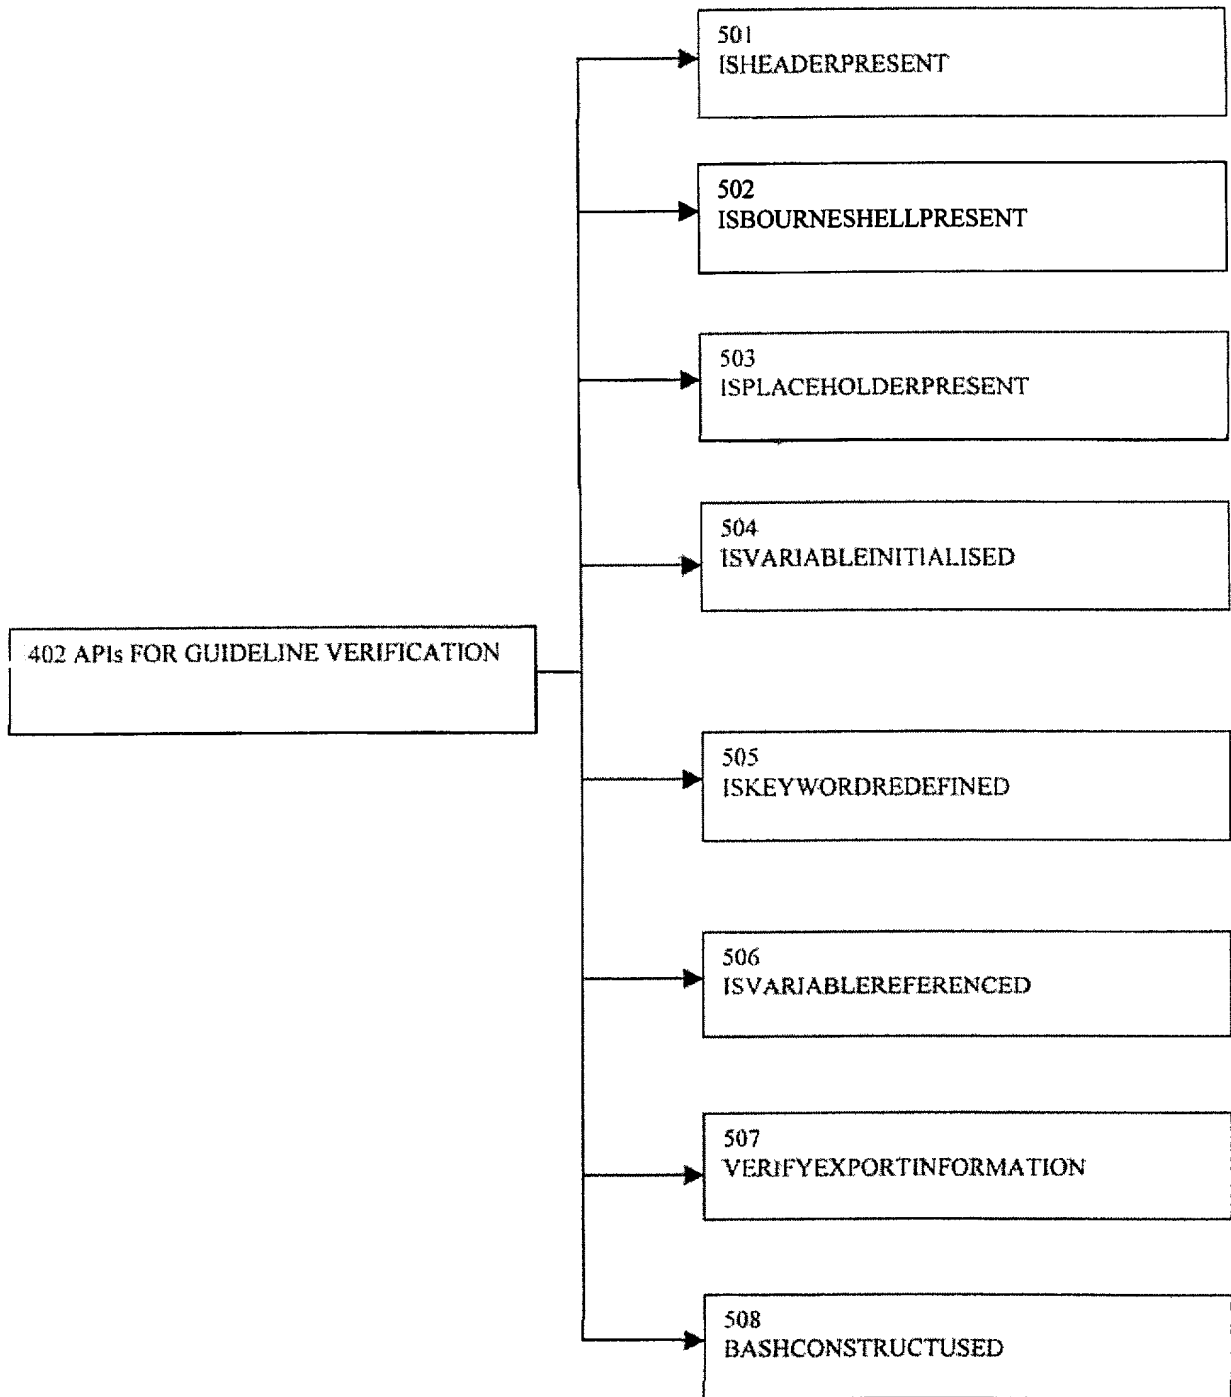 501
ISHEADERPRESENT
502
ISBOURNESHELLPRESENT
503
ISPLACEHOLDERPRESENT
504
ISVARIABLEINITIALISED
402 APIs FOR GUIDELINE VERIFICATION
505
ISKEYWORDREDEFINED
506
ISVARIABLEREFERENCED
507
VERIFYEXPORTINFORMATION
508
BASHCONSTRUCTUSED